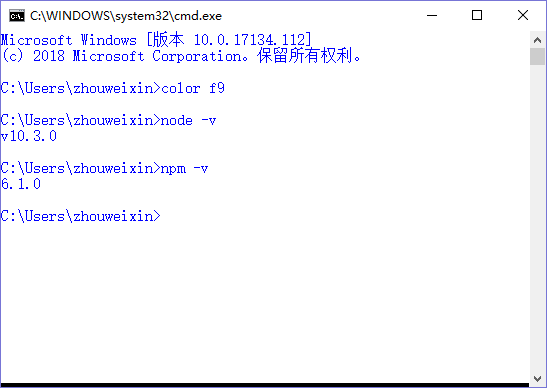 C:\WINDOWS\system32\cmd.exe
Microsoft Windows [版本 10.0.17134.112]
(c) 2018 Microsoft Corporation。保留所有权利。
C:\Users\zhouweixin>color f9
C:\Users\zhouweixin>node -v
v10.3.0
C:\Users\zhouweixin>npm -v
6.1.0
C:\Users\zhouweixin>